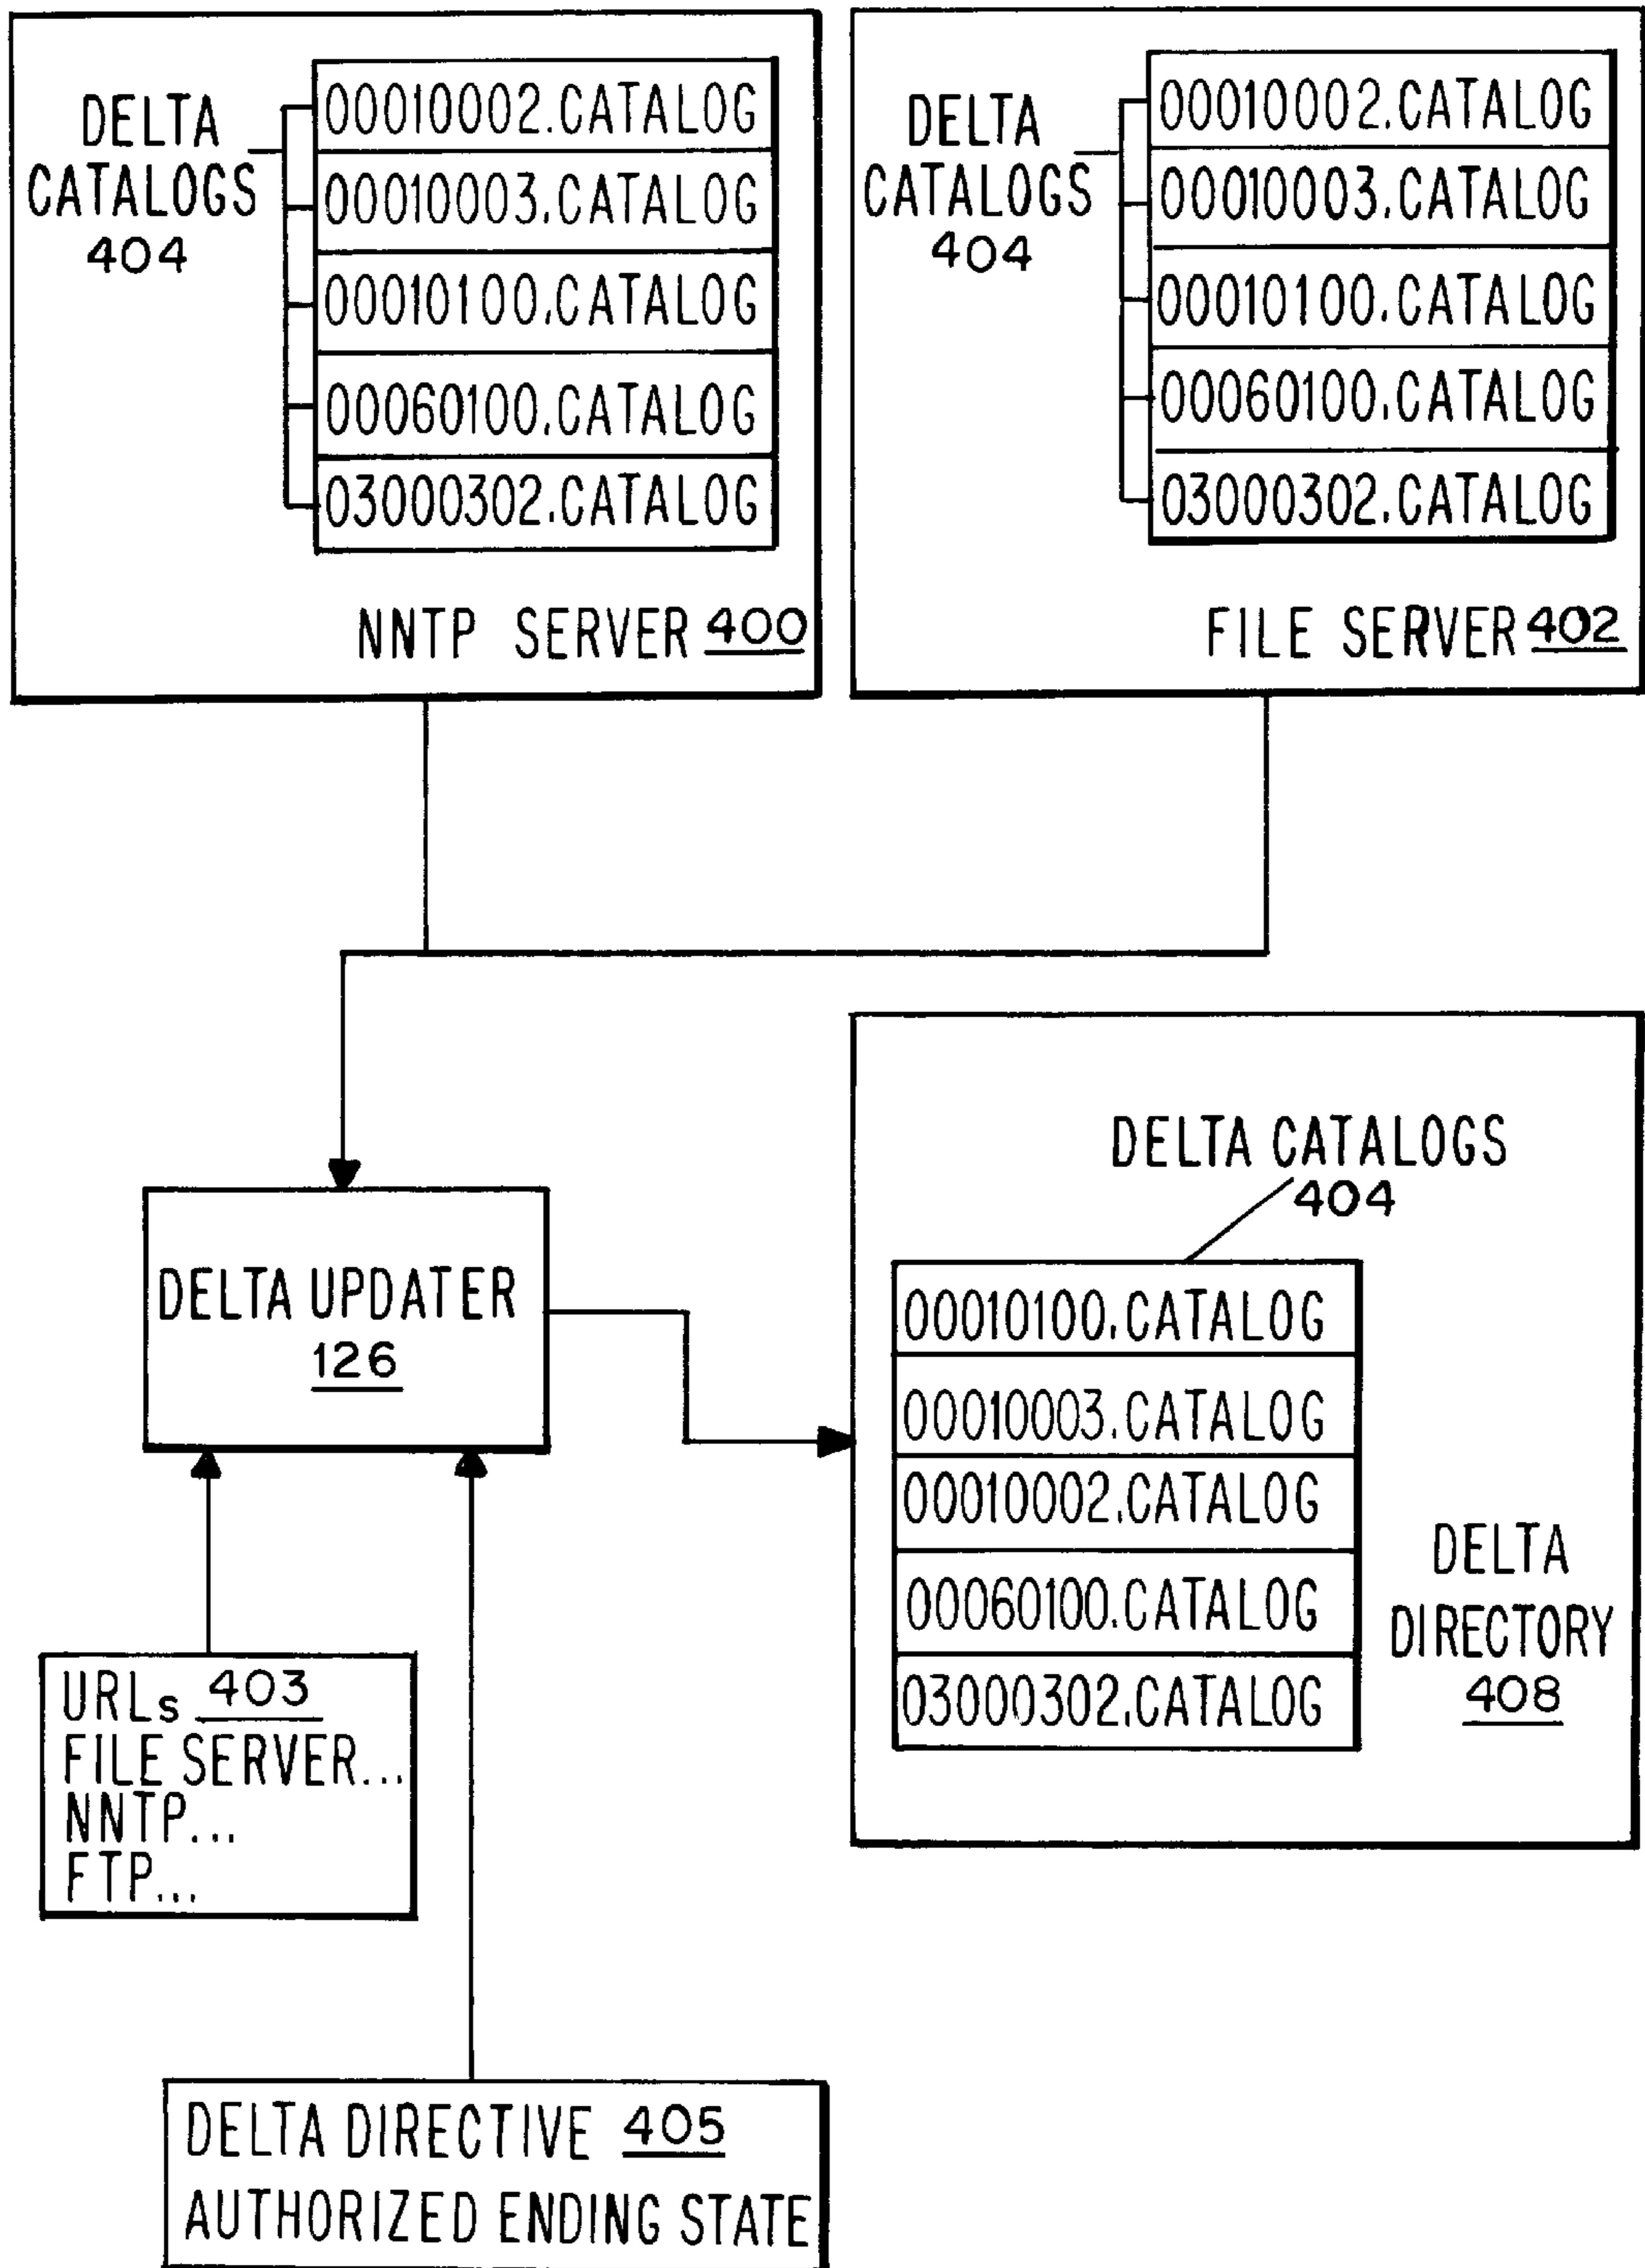 DELTA
CATALOGS
404
00010002.CATALOG
00010003.CATALOG
00010100.CATALOG
00060100.CATALOG
03000302.CATALOG
NNTP SERVER 400
DELTA
CATALOGS
404
00010002.CATALOG
00010003.CATALOG
00010100.CATALOG
00060100.CATALOG
03000302.CATALOG
FILE SERVER 402
DELTA UPDATER
126
DELTA CATALOGS
404
00010100.CATALOG
00010003.CATALOG
00010002.CATALOG
00060100.CATALOG
03000302.CATALOG
DELTA
DIRECTORY
408
URLs 403
FILE SERVER...
NNTP...
FTP...
DELTA DIRECTIVE 405
AUTHORIZED ENDING STATE